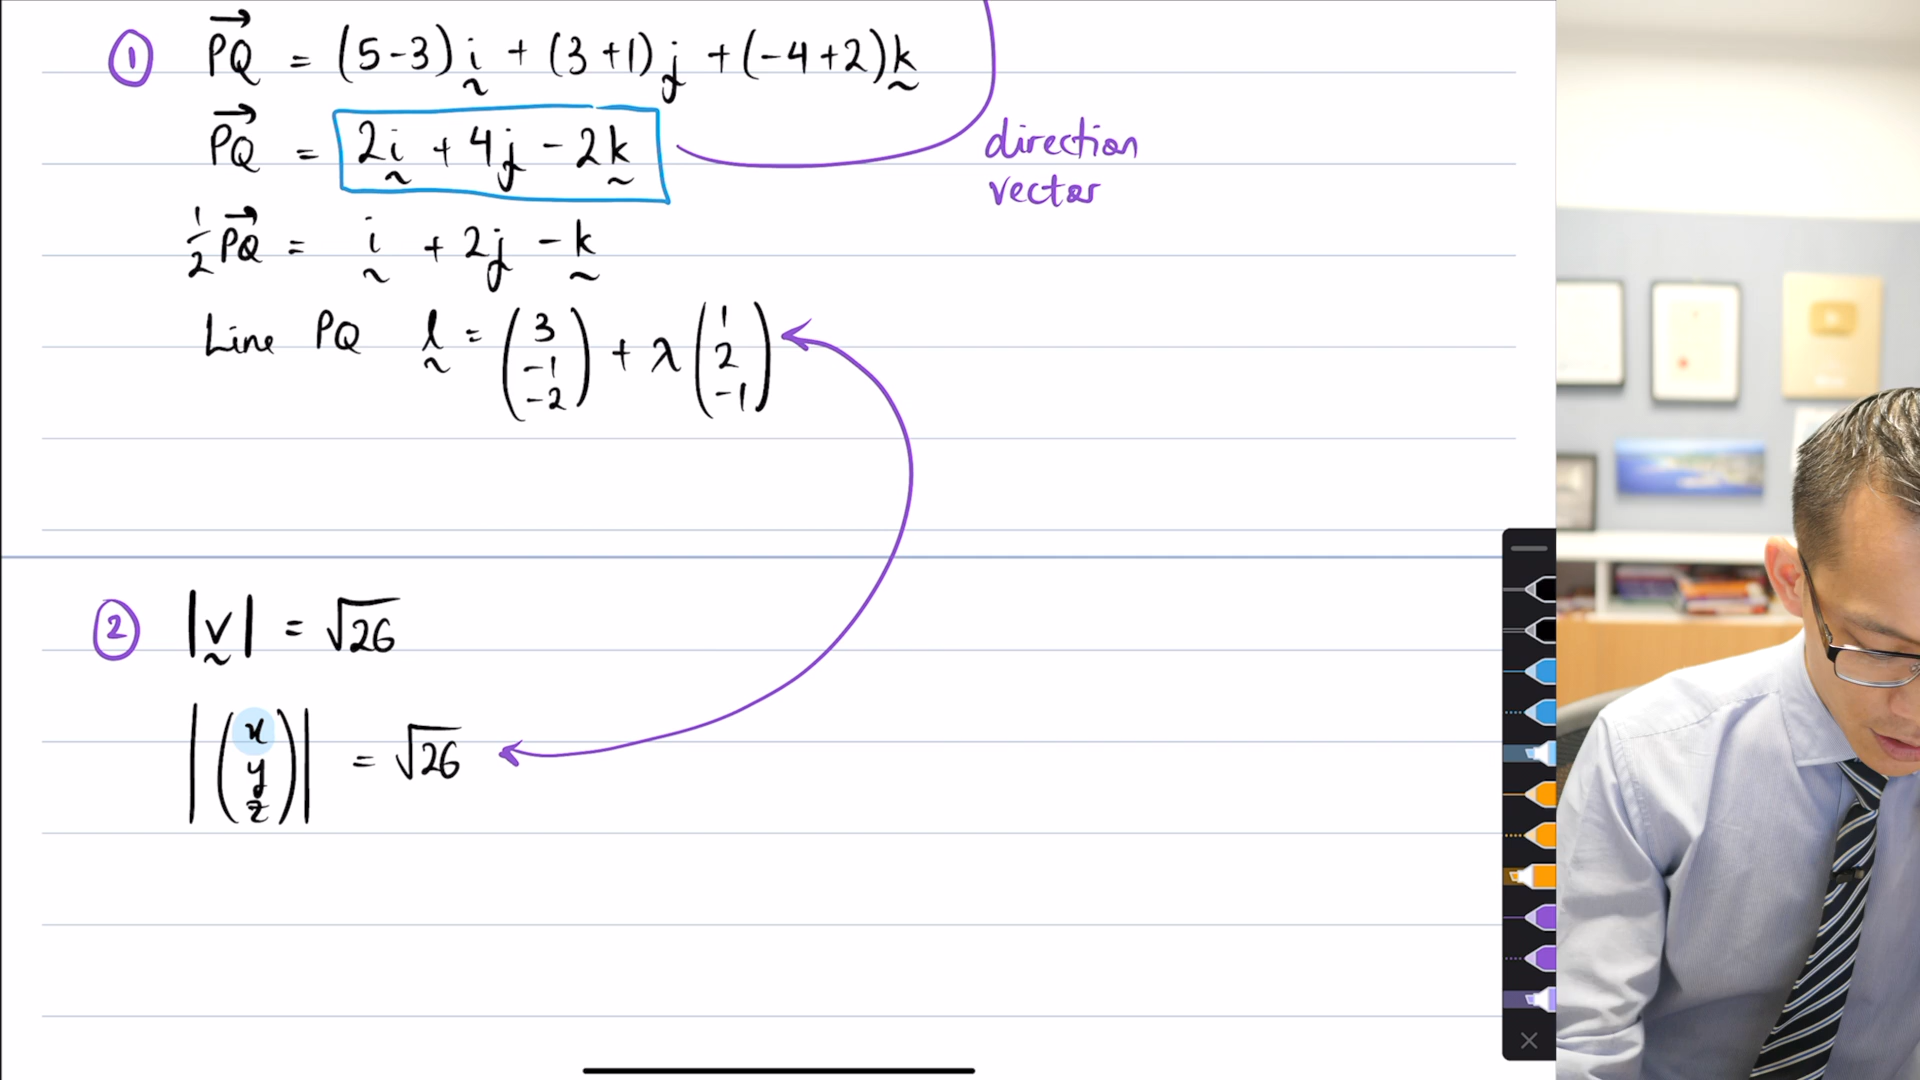 ① PQ→ = (5-3)i + (3+1)j + (-4+2)k
PQ→ = 2i + 4j - 2k
direction
vector
½PQ→ = i + 2j - k
Line PQ l = (3 -1 -2) + λ(1 2 -1)
② |v| = √26
|(x y z)| = √26